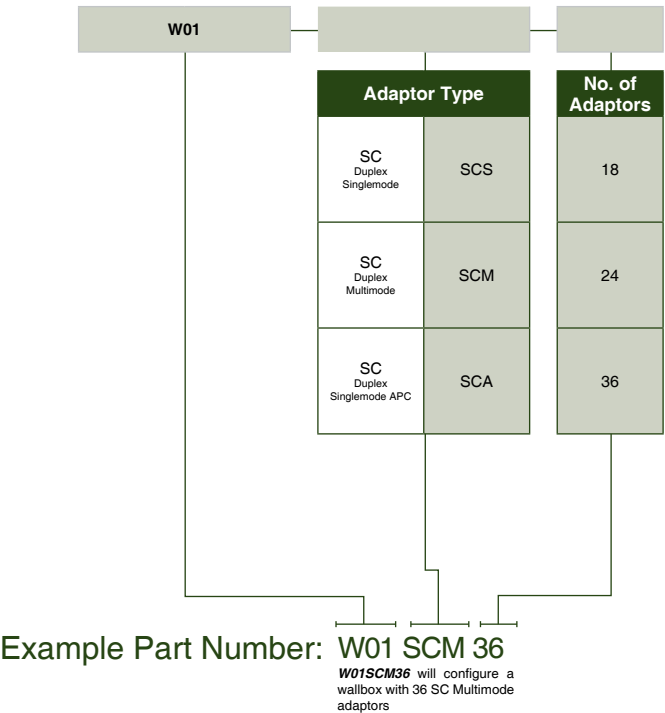 W01
Adaptor Type
No. of
Adaptors
SC
Duplex
Singlemode
SCS
18
SC
Duplex
Multimode
SCM
24
SC
Duplex
Singlemode APC
SCA
36
Example Part Number: W01 SCM 36
W01SCM36 will configure a
wallbox with 36 SC Multimode
adaptors